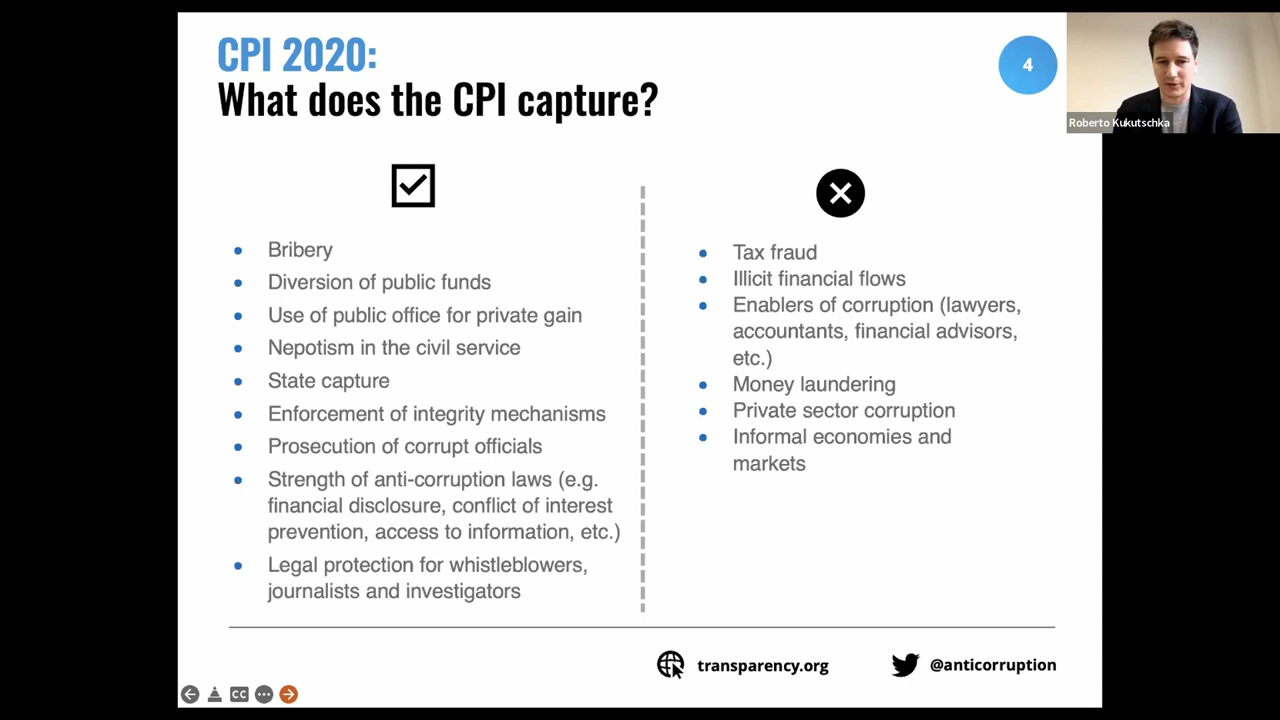 CPI 2020:
What does the CPI capture?
4
Roberto Kukutschka
Bribery
Diversion of public funds
Use of public office for private gain
Nepotism in the civil service
State capture
Enforcement of integrity mechanisms
Prosecution of corrupt officials
Strength of anti-corruption laws (e.g.
financial disclosure, conflict of interest
prevention, access to information, etc.)
Legal protection for whistleblowers,
journalists and investigators
Tax fraud
Illicit financial flows
Enablers of corruption (lawyers,
accountants, financial advisors,
etc.)
Money laundering
Private sector corruption
Informal economies and
markets
transparency.org
@anticorruption
CC